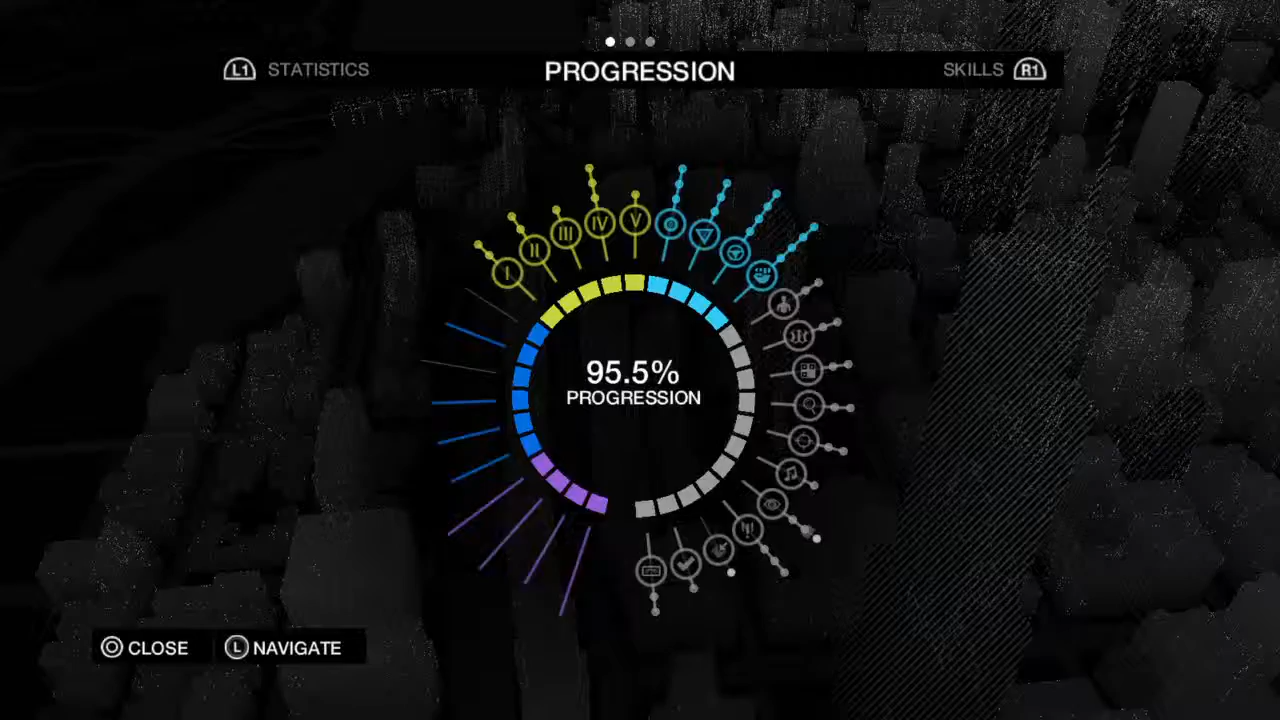 L1 STATISTICS
PROGRESSION
SKILLS R1
I
II
III
IV
V
95.5%
PROGRESSION
CLOSE
L NAVIGATE